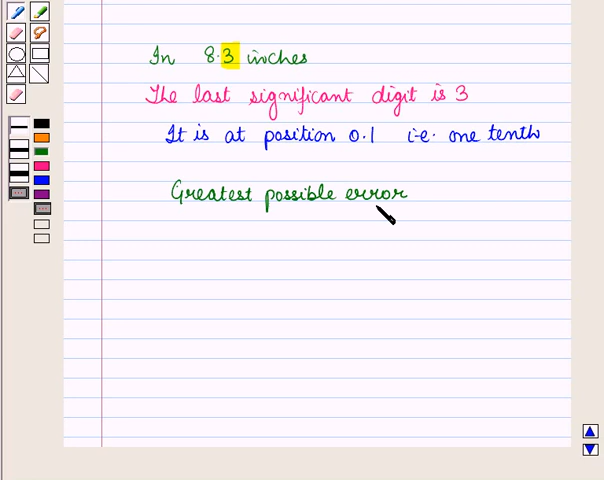 In 8.3 inches
The last significant digit is 3
It is at position 0.1 i.e. one tenth
Greatest possible error